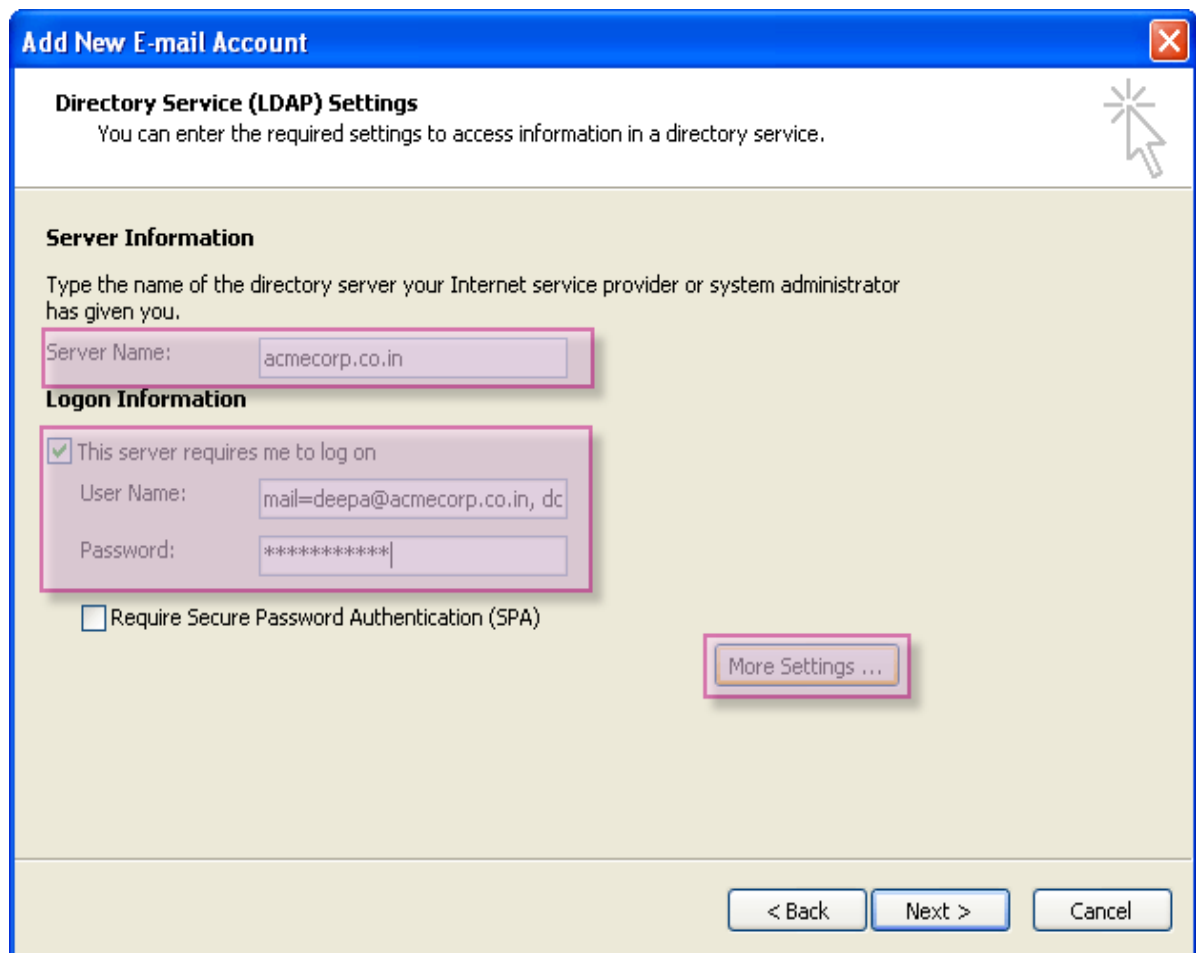 Add New E-mail Account
Directory Service (LDAP) Settings
You can enter the required settings to access information in a directory service.
Server Information
Type the name of the directory server your Internet service provider or system administrator
has given you.
Server Name: acmecorp.co.in
Logon Information
This server requires me to log on
User Name: mail=deepa@acmecorp.co.in, dc
Password: ***********
Require Secure Password Authentication (SPA)
More Settings ...
< Back Next > Cancel